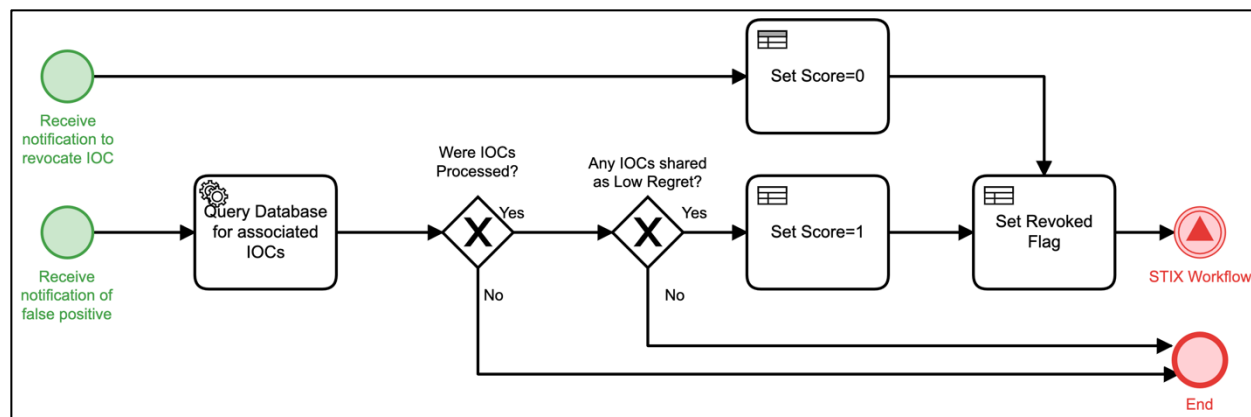 Set Score=0
Receive
notification to
revocate IOC
Were IOCs
Processed?
Any IOCs shared
as Low Regret?
Query Database
for associated
IOCs
Yes
Yes
Set Score=1
Set Revoked
Flag
STIX Workflow
Receive
notification of
false positive
No
No
End